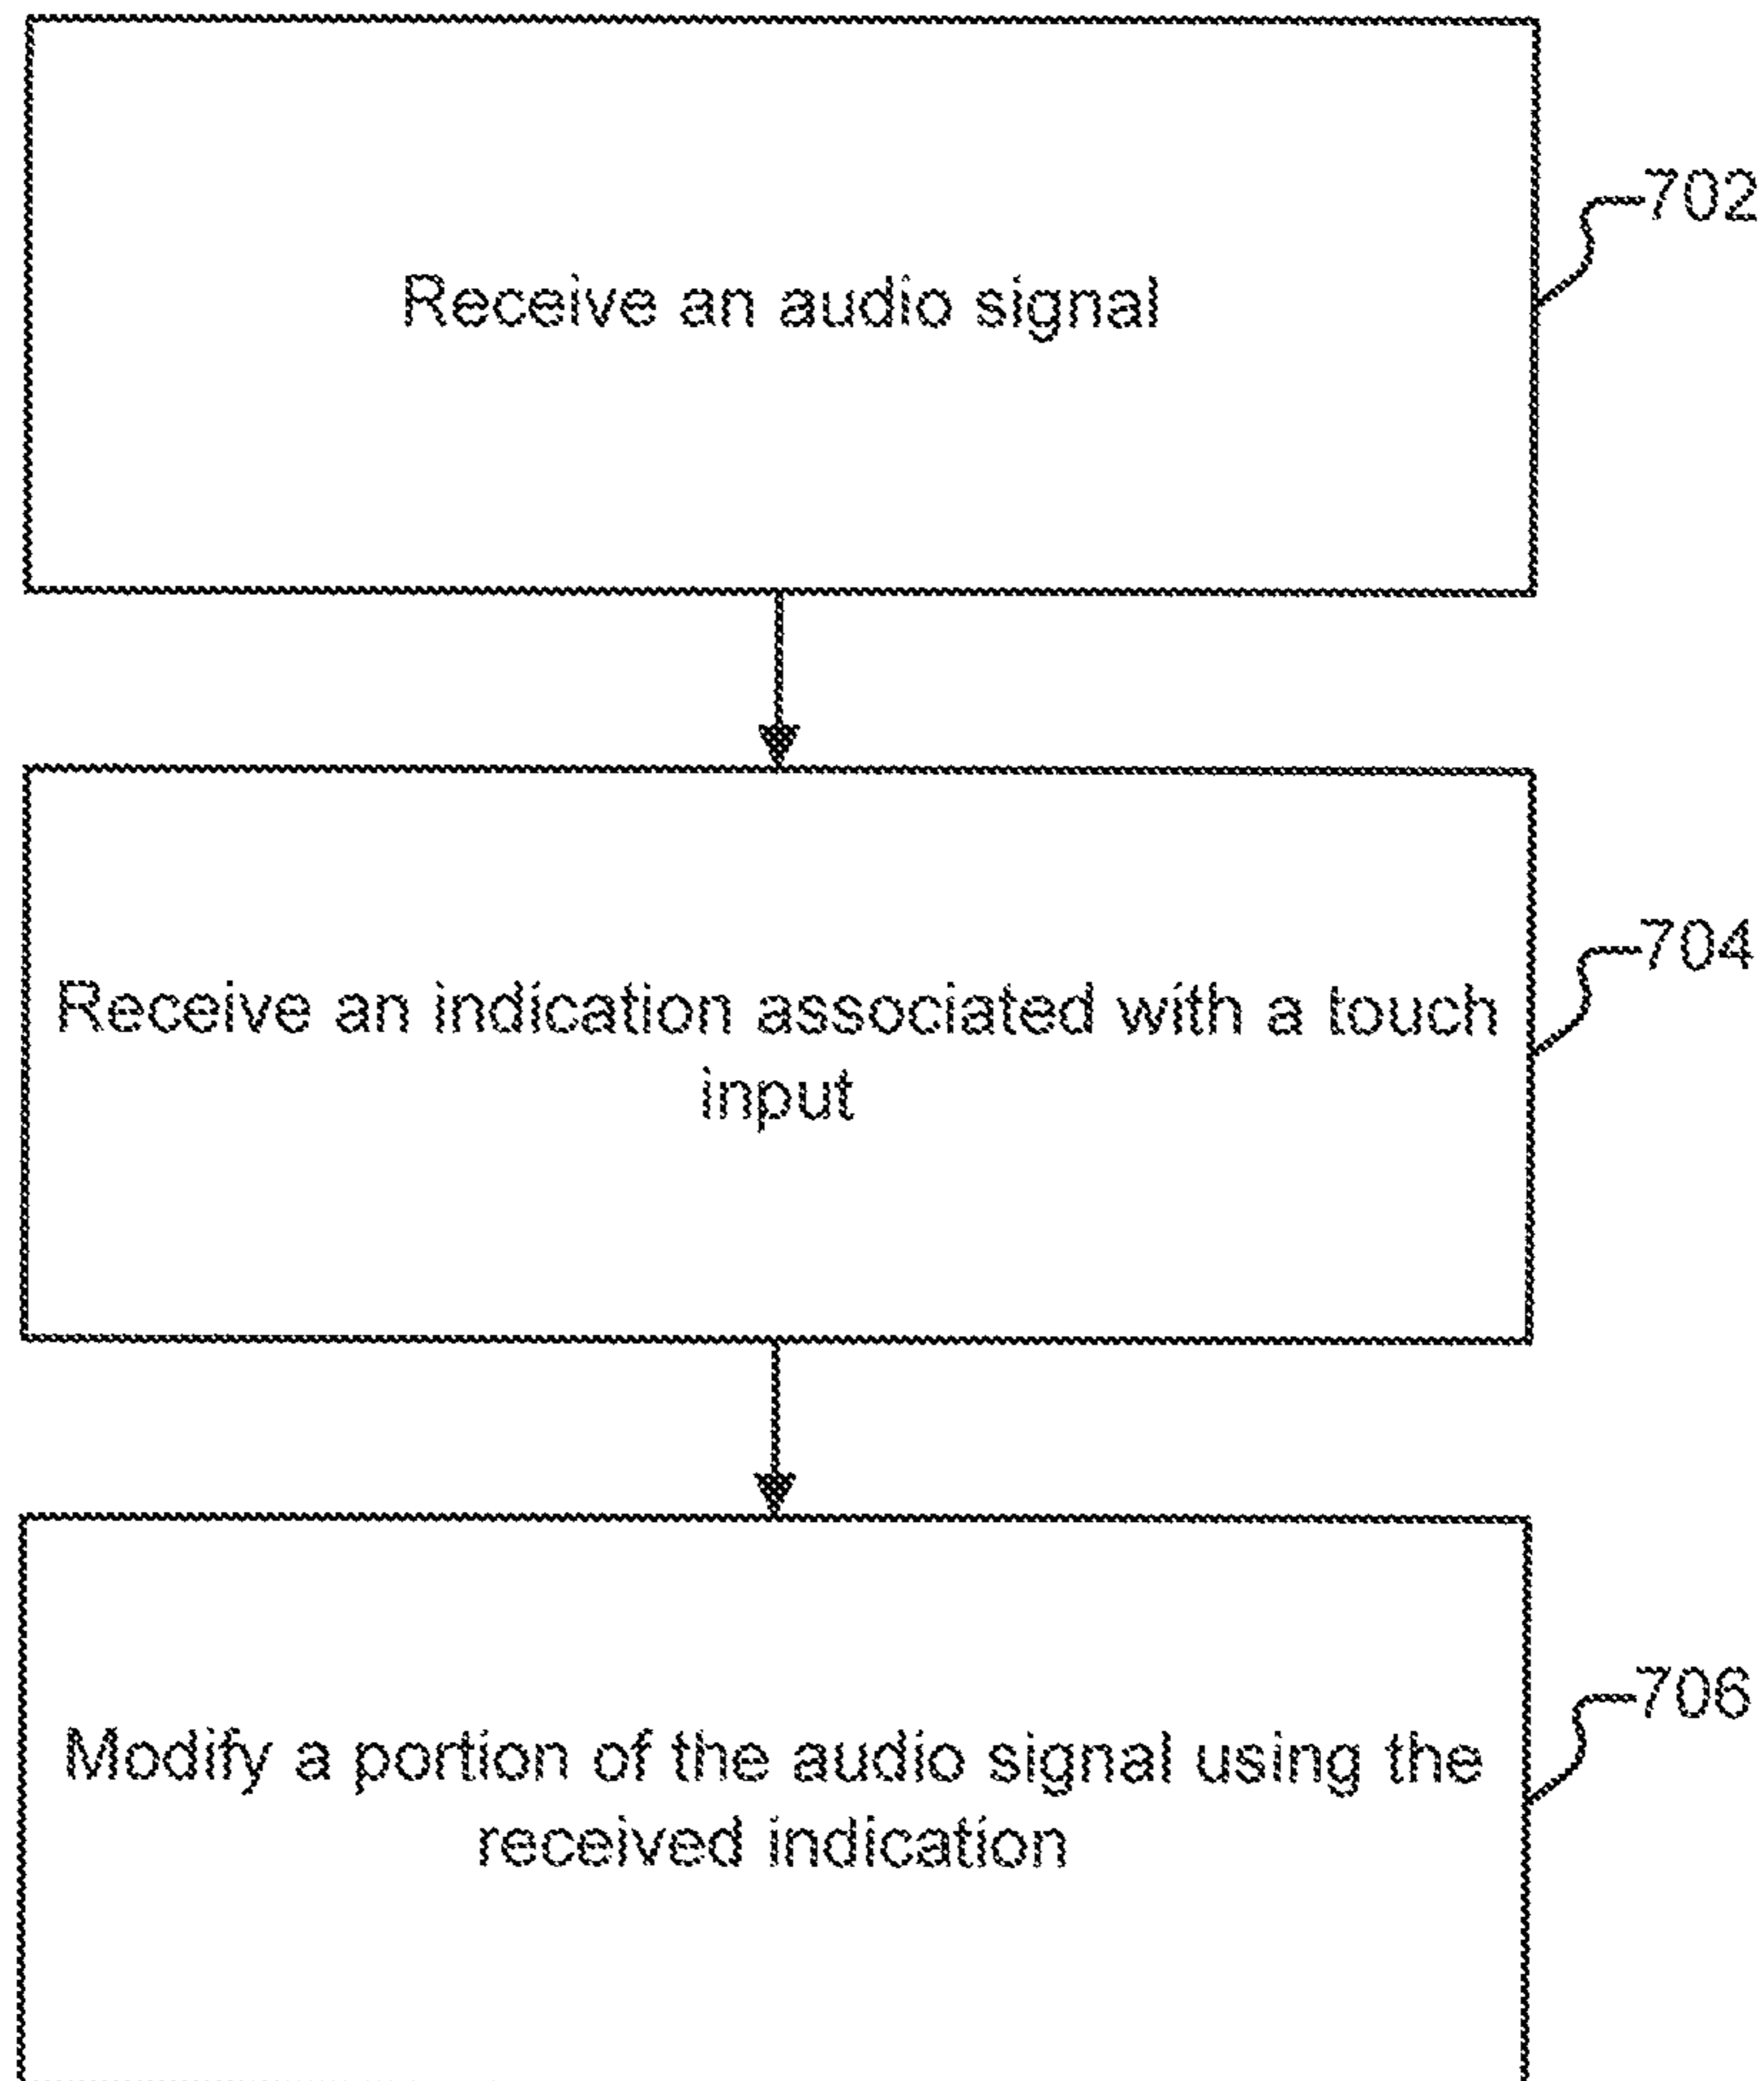 702
Receive an audio signal
704
Receive an indication associated with a touch
input
706
Modify a portion of the audio signal using the
received indication